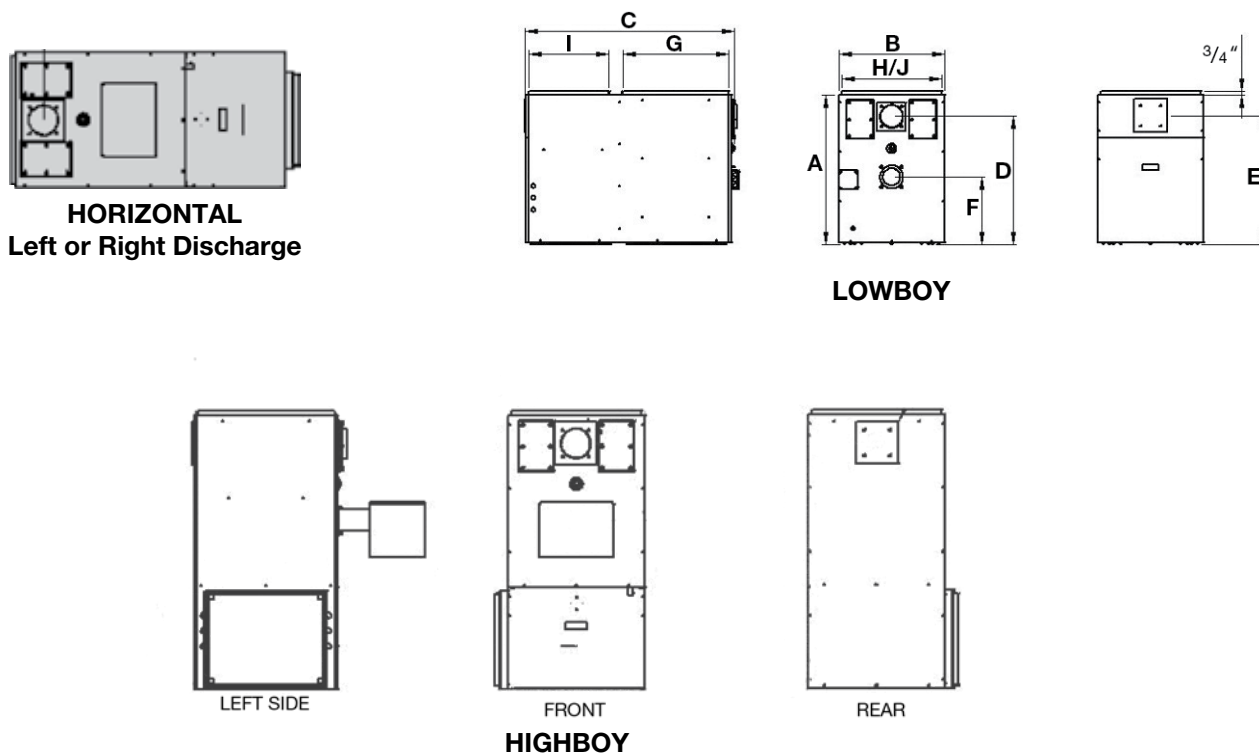 HORIZONTAL
Left or Right Discharge
C
I G
B
H/J
A
D
F
3/4"
E
LOWBOY
LEFT SIDE
FRONT
REAR
HIGHBOY